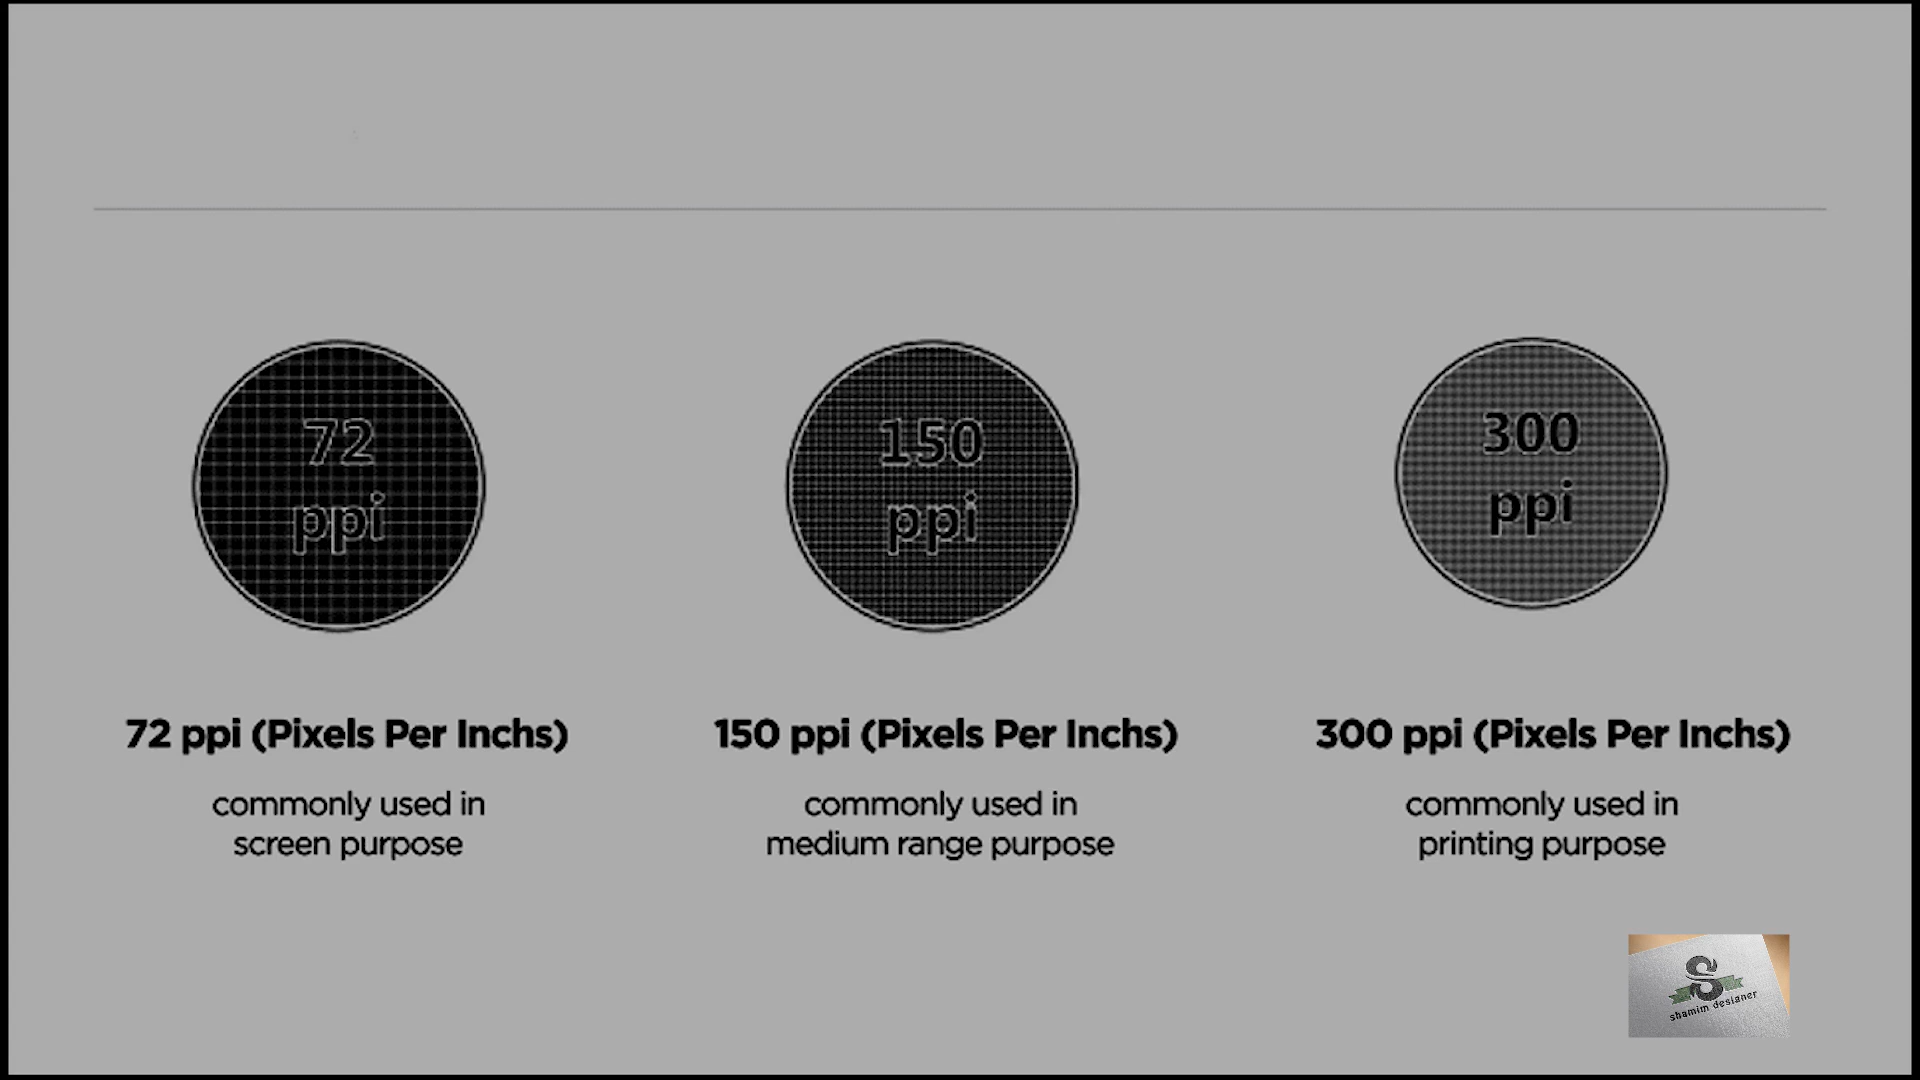 72
ppi
150
ppi
300
ppi
72 ppi (Pixels Per Inchs)
commonly used in
screen purpose
150 ppi (Pixels Per Inchs)
commonly used in
medium range purpose
300 ppi (Pixels Per Inchs)
commonly used in
printing purpose
S
shamim designer